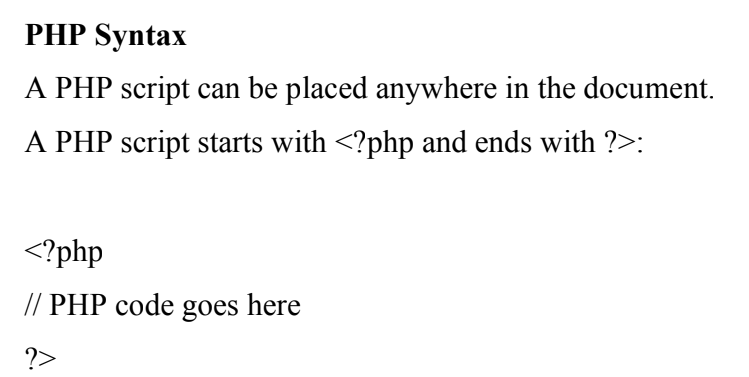 PHP Syntax
A PHP script can be placed anywhere in the document.
A PHP script starts with <?php and ends with ?>:
<?php
// PHP code goes here
?>